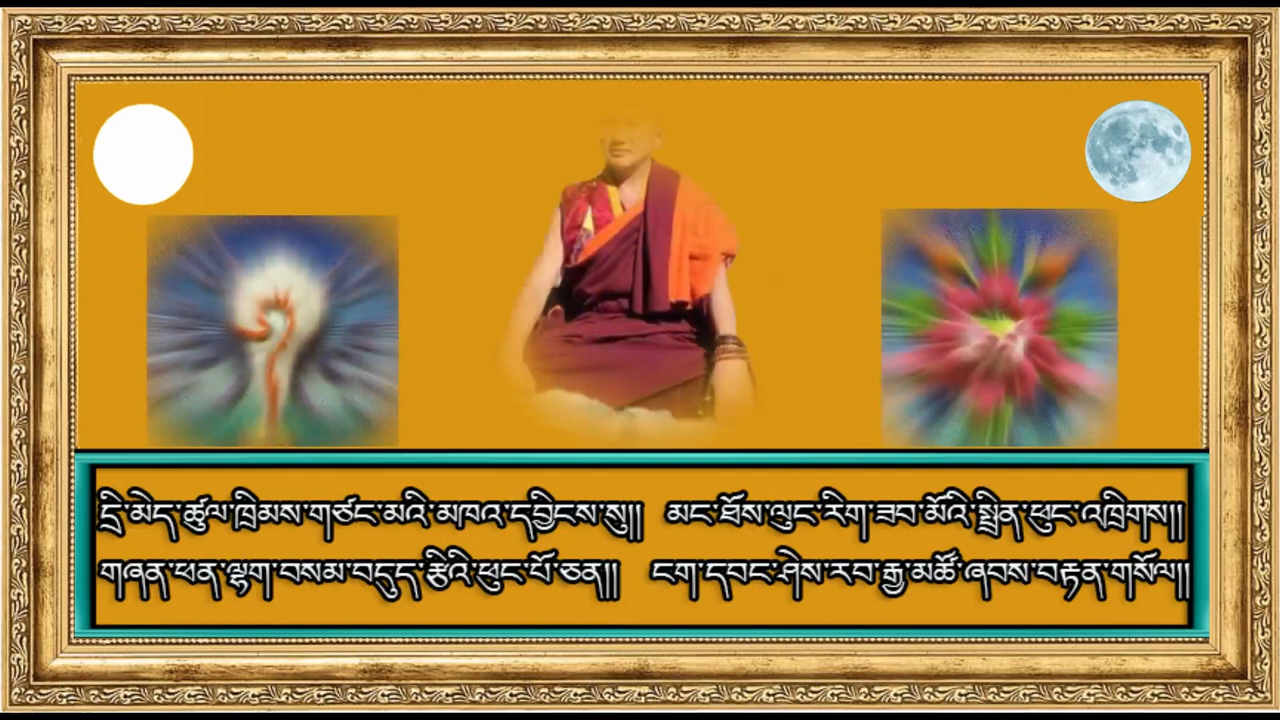 དྲི་མེད་ཚུལ་ཁྲིམས་གཙང་མའི་མཁའ་དབྱིངས་སུ།། མང་ཐོས་ལུང་རིག་ཟབ་མོའི་སྤྲིན་ཕུང་འཁྲིགས།།
གཞན་ཕན་ལྷག་བསམ་བདུད་རྩིའི་ཕུང་པོ་ཅན།། ངག་དབང་ཤེས་རབ་རྒྱ་མཚོ་ཞབས་བརྟན་གསོལ།།